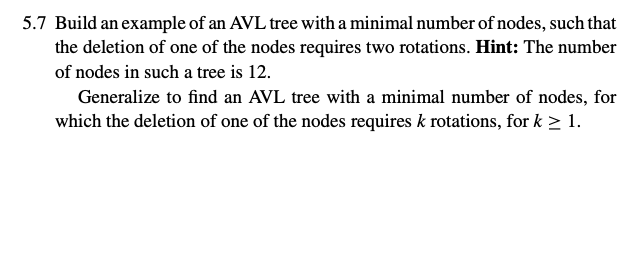 5.7 Build an example of an AVL tree with a minimal number of nodes, such that
the deletion of one of the nodes requires two rotations. Hint: The number
of nodes in such a tree is 12.
Generalize to find an AVL tree with a minimal number of nodes, for
which the deletion of one of the nodes requires k rotations, for k ≥ 1.